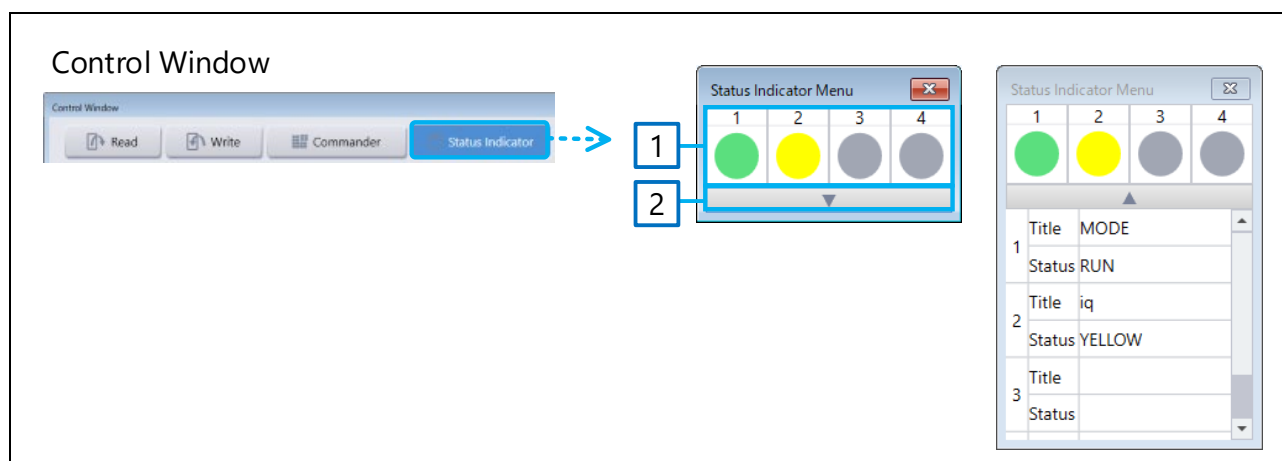 Control Window
Control Window
Read Write Commander Status Indicator
1
2
Status Indicator Menu
1 2 3 4
Status Indicator Menu
1 2 3 4
1
Title MODE
Status RUN
2
Title iq
Status YELLOW
3
Title
Status